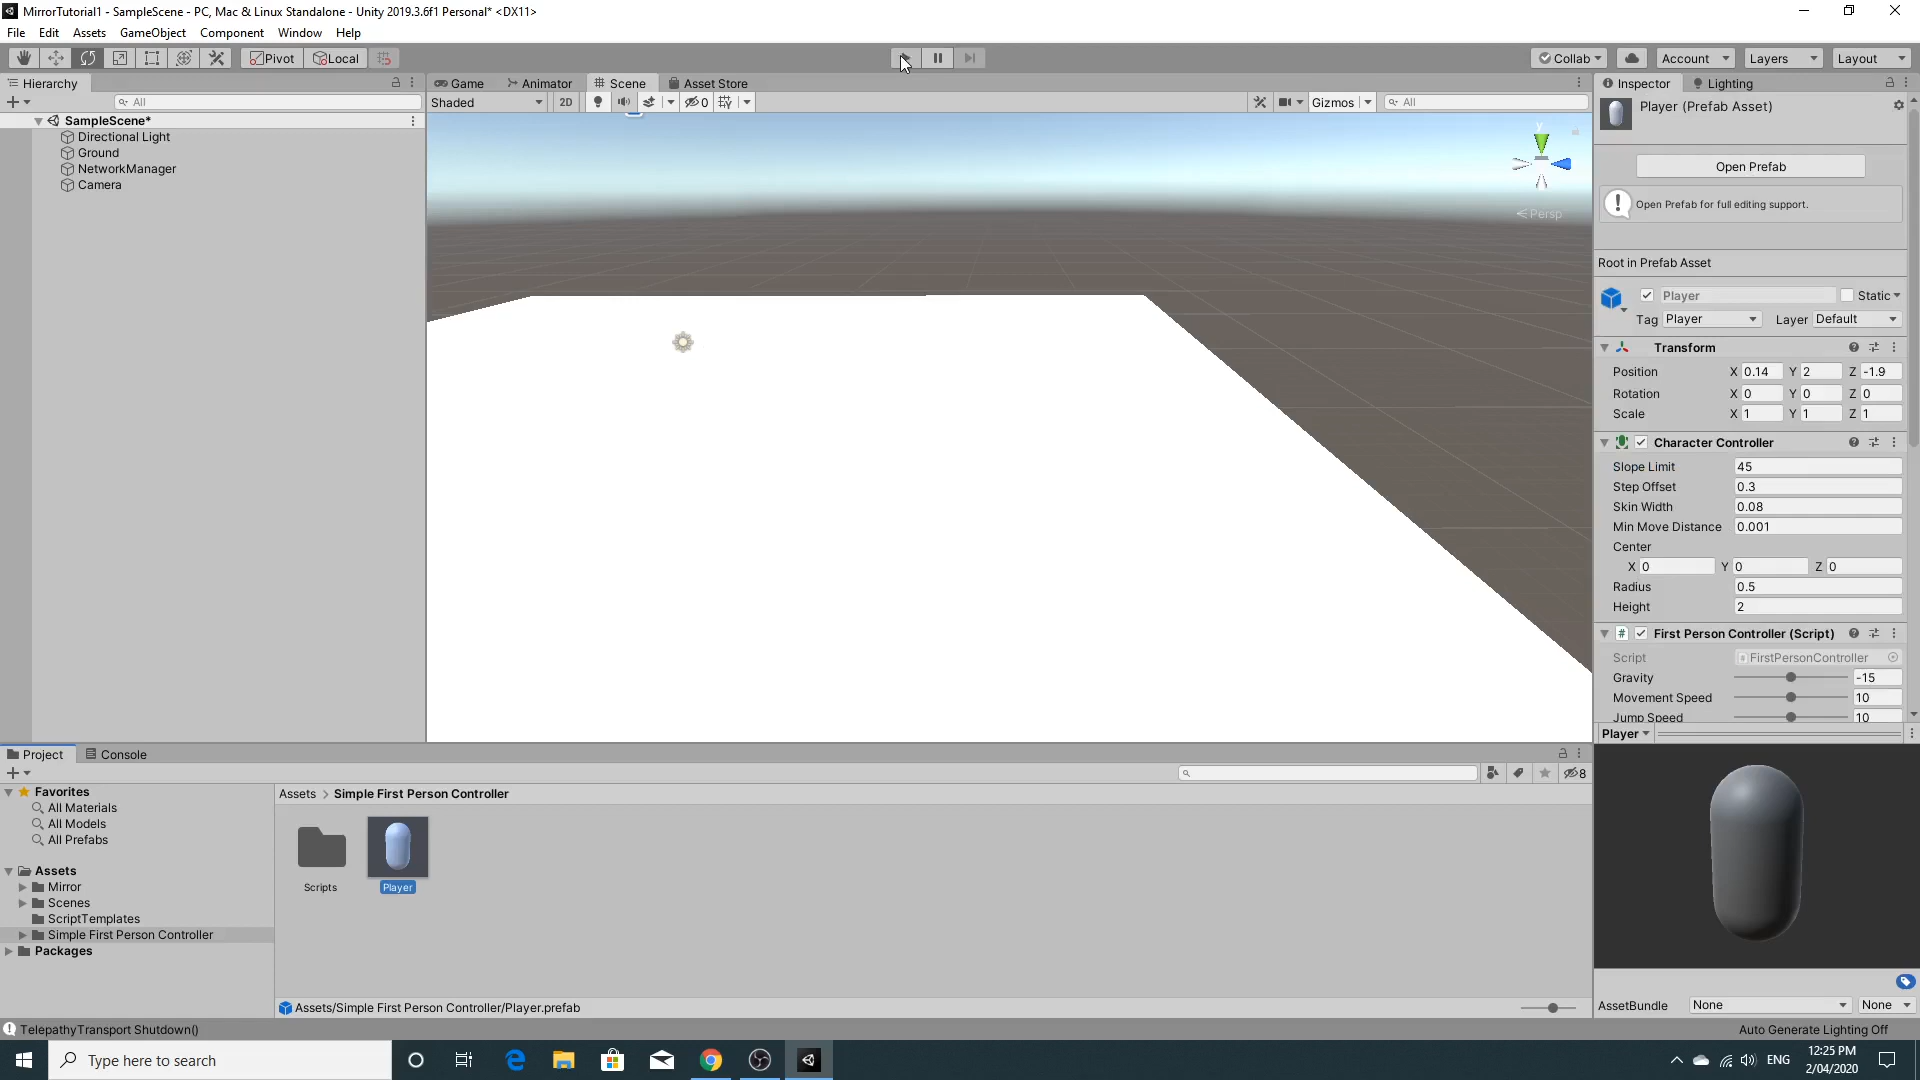 MirrorTutorial1 - SampleScene - PC, Mac & Linux Standalone - Unity 2019.3.6f1 Personal* <DX11>
File Edit Assets GameObject Component Window Help
Pivot Local Collab Account Layers Layout
Hierarchy Game Animator Scene Asset Store Inspector Lighting
All Shaded 2D 0 Gizmos All
Player (Prefab Asset)
SampleScene*
Directional Light
Ground
NetworkManager
Camera
y
Persp
Open Prefab
Open Prefab for full editing support.
Root in Prefab Asset
Player Static
Tag Player Layer Default
Transform
Position X 0.14 Y 2 Z -1.9
Rotation X 0 Y 0 Z 0
Scale X 1 Y 1 Z 1
Character Controller
Slope Limit 45
Step Offset 0.3
Skin Width 0.08
Min Move Distance 0.001
Center
X 0 Y 0 Z 0
Radius 0.5
Height 2
First Person Controller (Script)
Script FirstPersonController
Gravity -15
Movement Speed 10
Jump Speed 10
Player
Project Console
8
Favorites
All Materials
All Models
All Prefabs
Assets
Mirror
Scenes
ScriptTemplates
Simple First Person Controller
Packages
Assets > Simple First Person Controller
Scripts Player
Assets/Simple First Person Controller/Player.prefab
AssetBundle None None
TelepathyTransport Shutdown()
Auto Generate Lighting Off
Type here to search
ENG
12:25 PM
2/04/2020